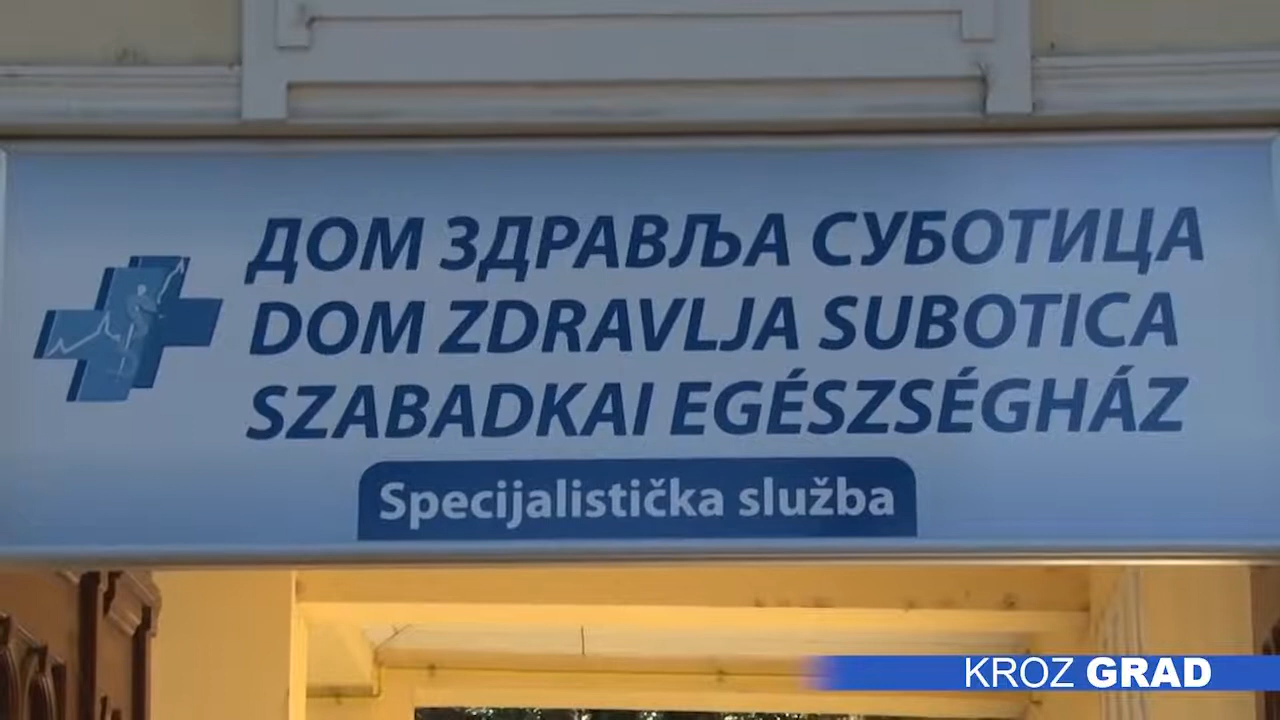 ДОМ ЗДРАВЉА СУБОТИЦА
DOM ZDRAVLJA SUBOTICA
SZABADKAI EGÉSZSÉGHÁZ
Specijalistička služba
KROZ GRAD